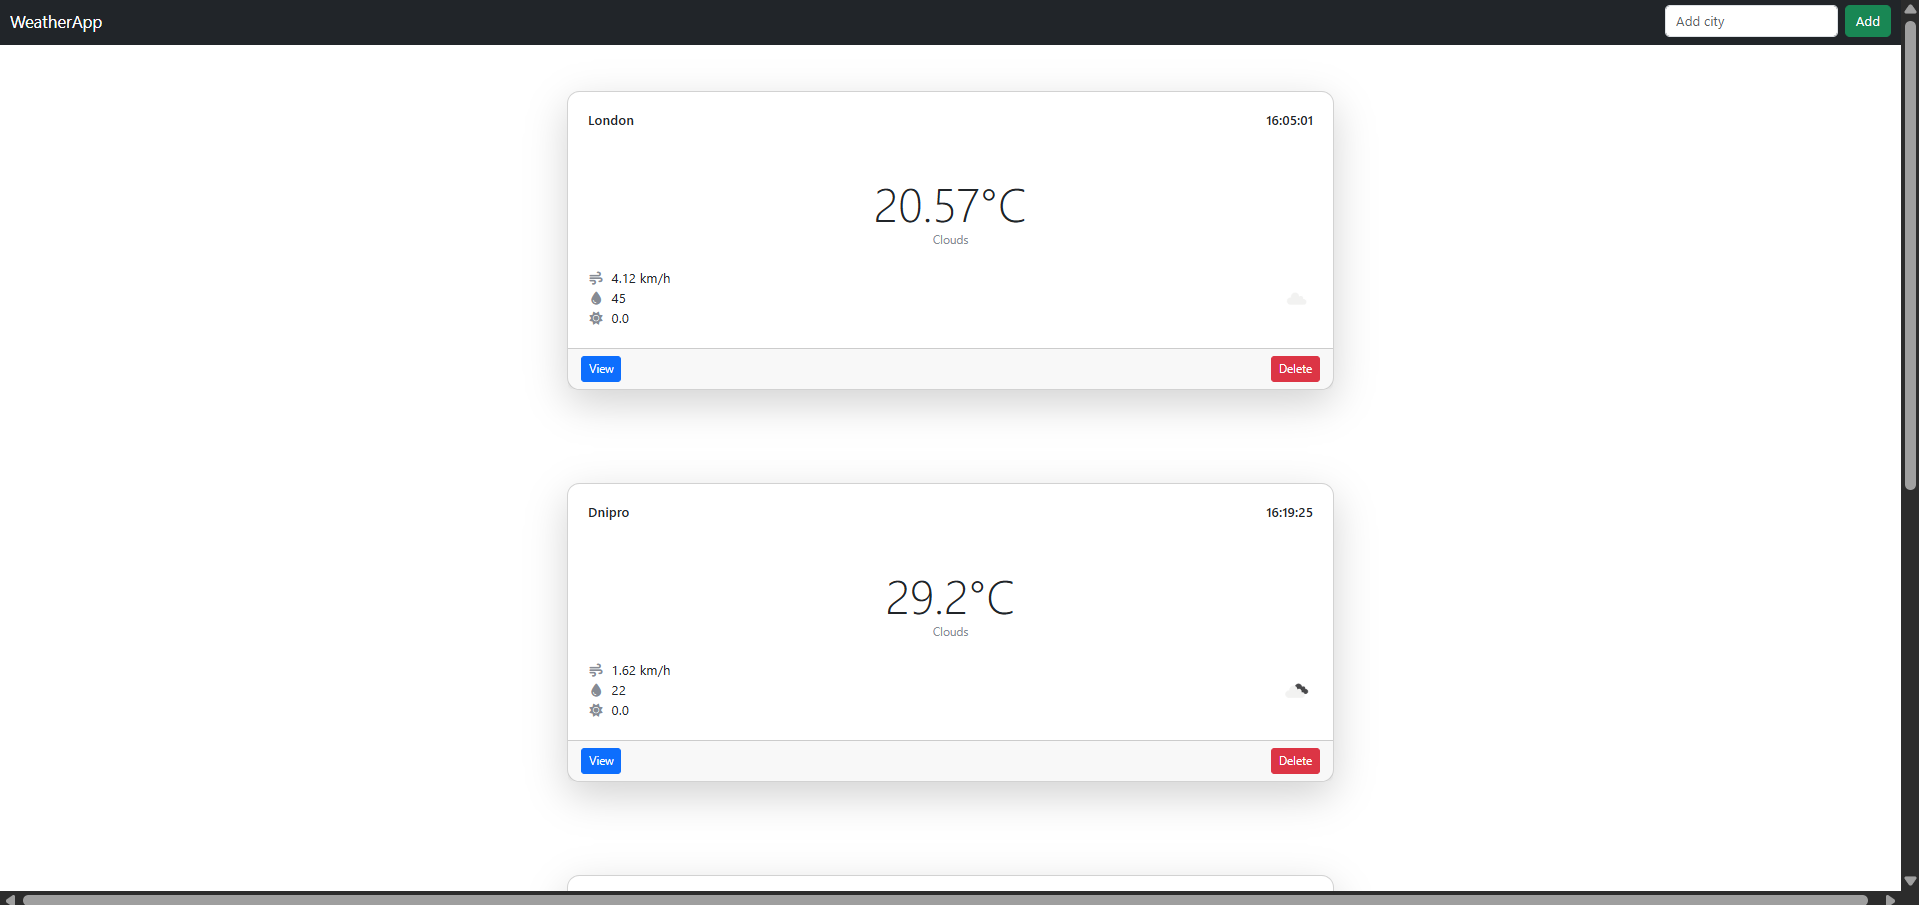 WeatherApp
Add city
Add
London
16:05:01
20.57°C
Clouds
4.12 km/h
45
0.0
View
Delete
Dnipro
16:19:25
29.2°C
Clouds
1.62 km/h
22
0.0
View
Delete